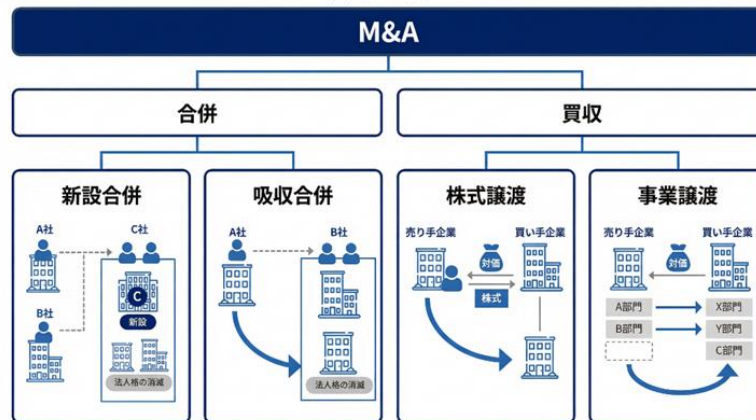 M&A
合併
買収
新設合併
吸収合併
株式譲渡
事業譲渡
A社
C社
B社
C
新設
法人格の消滅
A社
B社
法人格の消滅
売り手企業
買い手企業
対価
株式
売り手企業
買い手企業
対価
A部門
X部門
B部門
Y部門
C部門